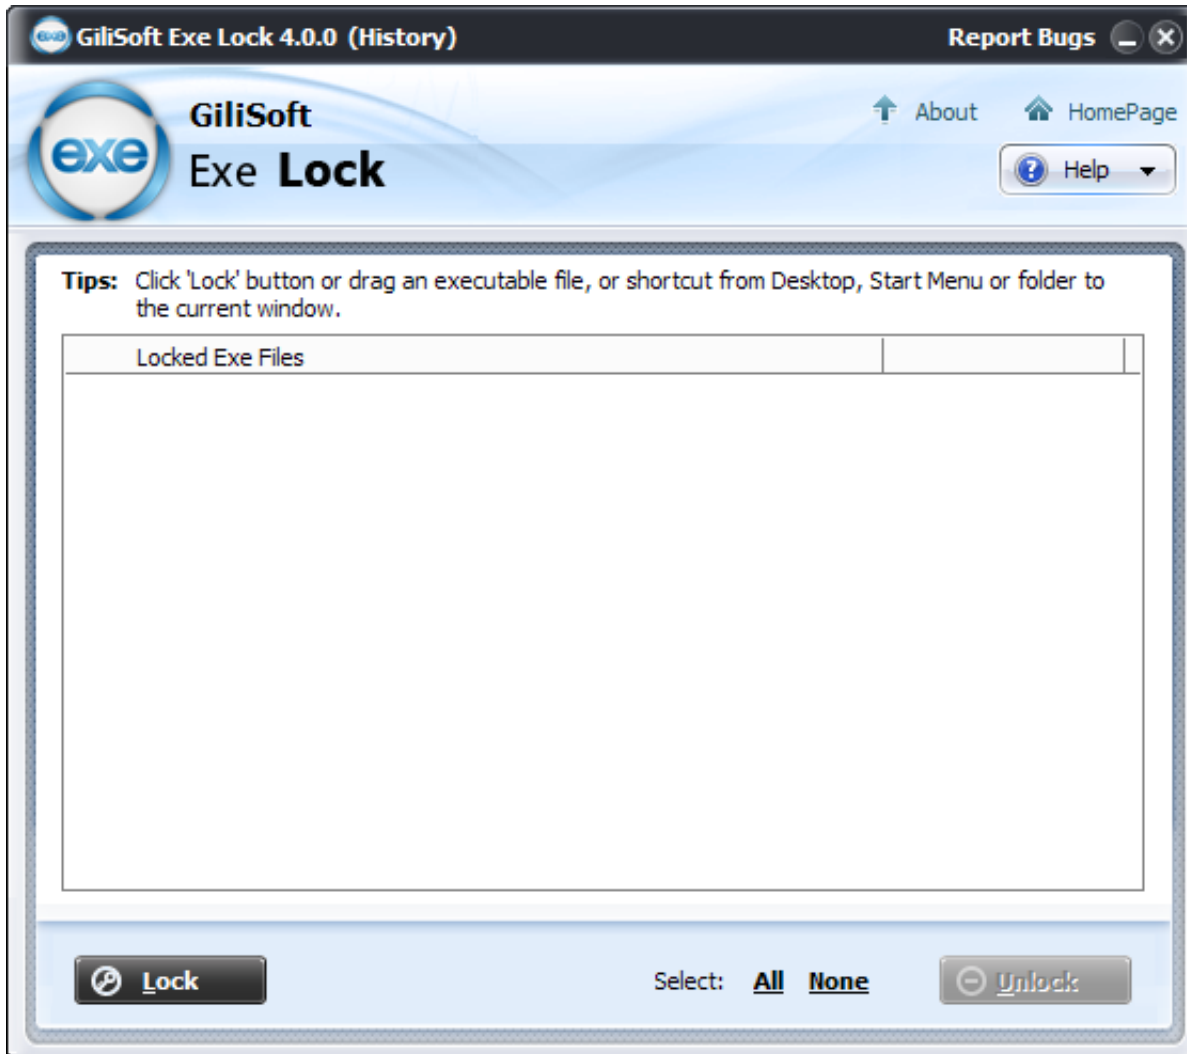 GiliSoft Exe Lock 4.0.0 (History)
Report Bugs
exe
GiliSoft
Exe Lock
About
HomePage
Help
Tips: Click 'Lock' button or drag an executable file, or shortcut from Desktop, Start Menu or folder to
the current window.
Locked Exe Files
Lock
Select: All None
Unlock